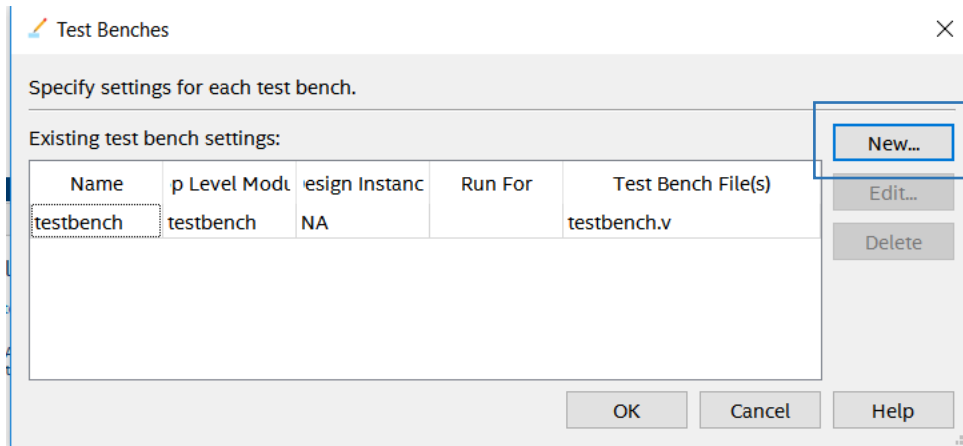 Test Benches
Specify settings for each test bench.
Existing test bench settings:
New...
Name p Level Modu esign Instanc Run For Test Bench File(s)
Edit...
testbench testbench NA testbench.v
Delete
OK Cancel Help